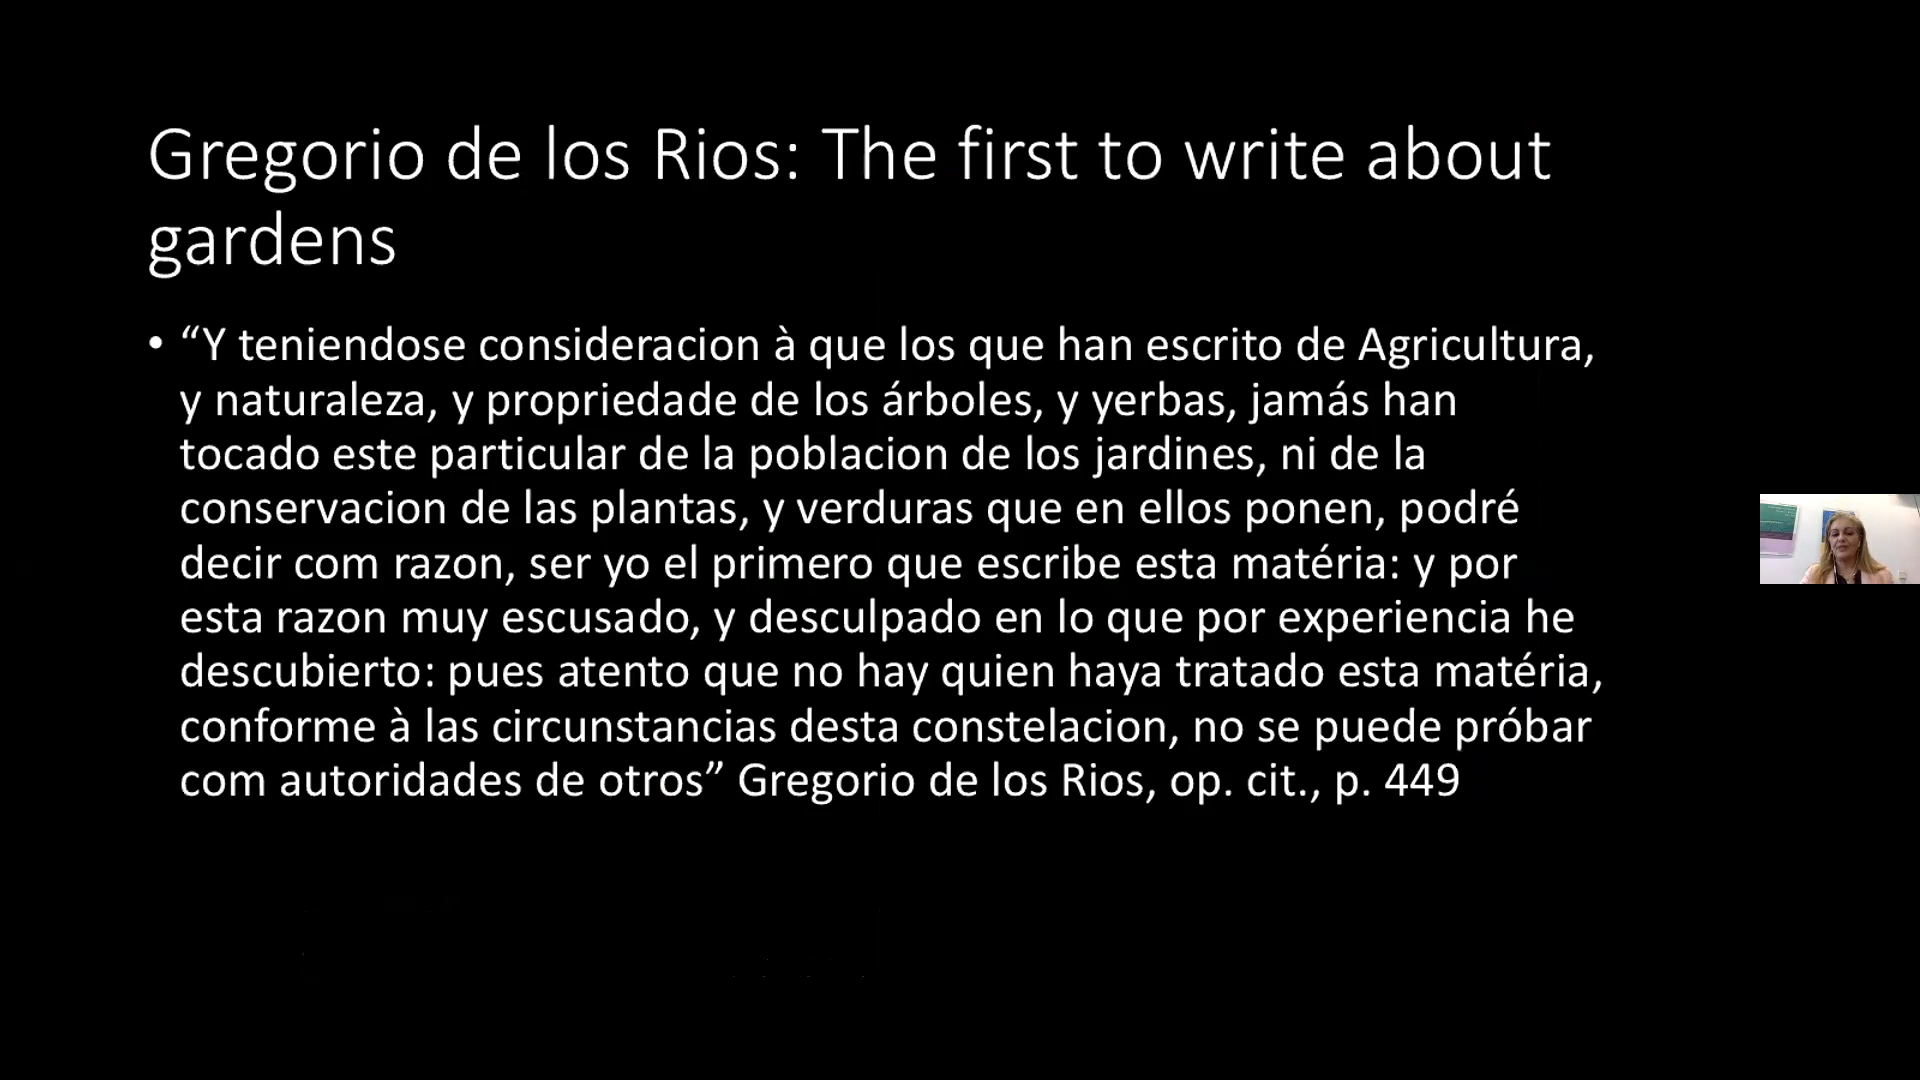 Gregorio de los Rios: The first to write about
gardens
• “Y teniendose consideracion à que los que han escrito de Agricultura,
y naturaleza, y propriedade de los árboles, y yerbas, jamás han
tocado este particular de la poblacion de los jardines, ni de la
conservacion de las plantas, y verduras que en ellos ponen, podré
decir com razon, ser yo el primero que escribe esta matéria: y por
esta razon muy escusado, y desculpado en lo que por experiencia he
descubierto: pues atento que no hay quien haya tratado esta matéria,
conforme à las circunstancias desta constelacion, no se puede próbar
com autoridades de otros” Gregorio de los Rios, op. cit., p. 449